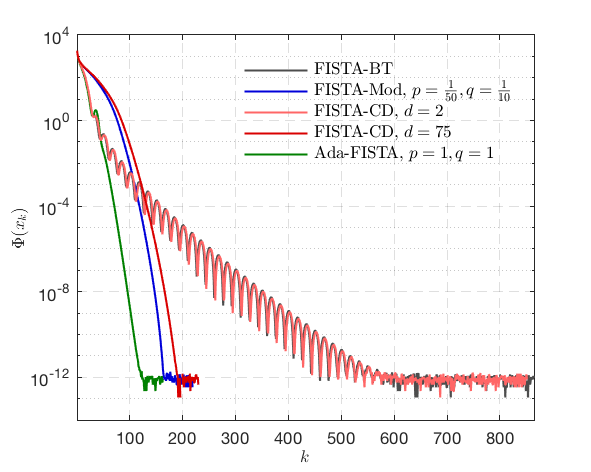 10^4
10^0
10^-4
10^-8
10^-12
Φ(x_k)
FISTA-BT
FISTA-Mod, p = 1/50, q = 1/10
FISTA-CD, d = 2
FISTA-CD, d = 75
Ada-FISTA, p = 1, q = 1
100 200 300 400 500 600 700 800
k